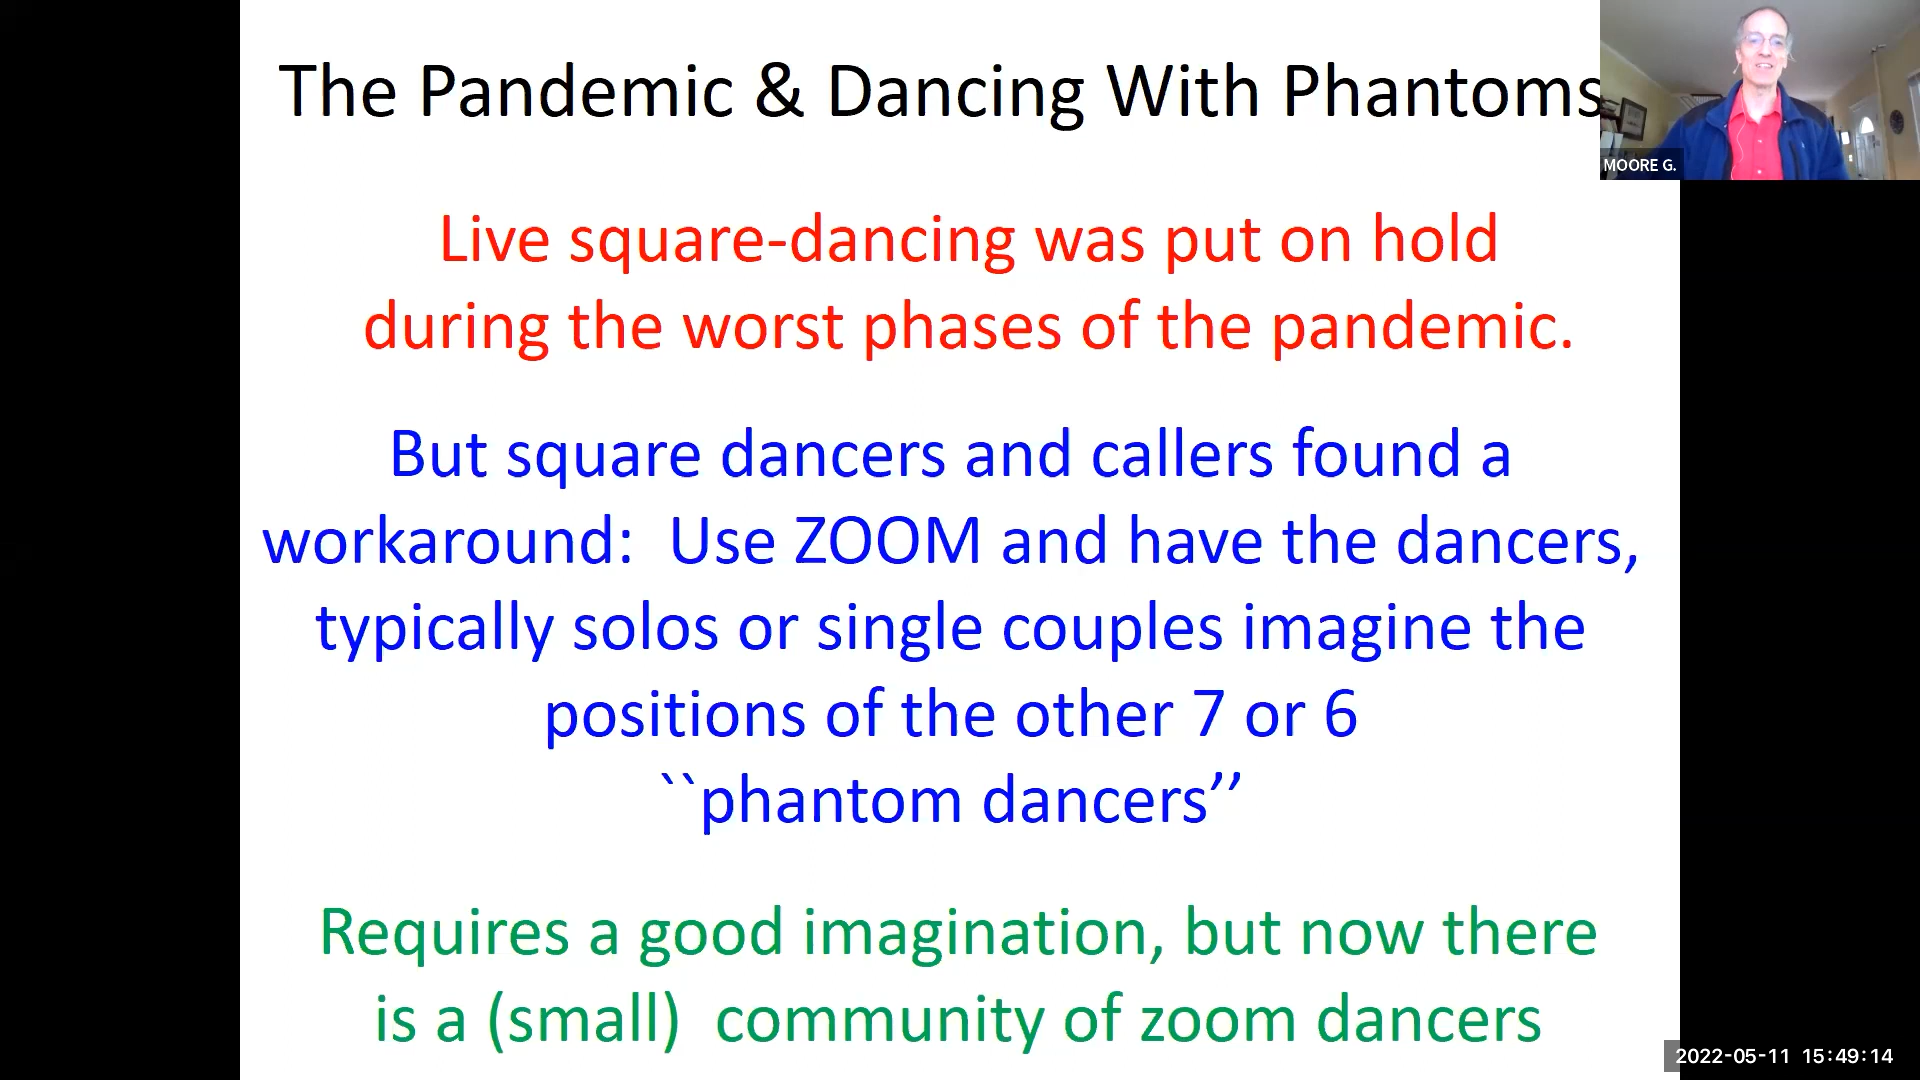 The Pandemic & Dancing With Phantoms
MOORE G.
Live square-dancing was put on hold
during the worst phases of the pandemic.
But square dancers and callers found a
workaround:  Use ZOOM and have the dancers,
typically solos or single couples imagine the
positions of the other 7 or 6
``phantom dancers’’
Requires a good imagination, but now there
is a (small)  community of zoom dancers
2022-05-11 15:49:14